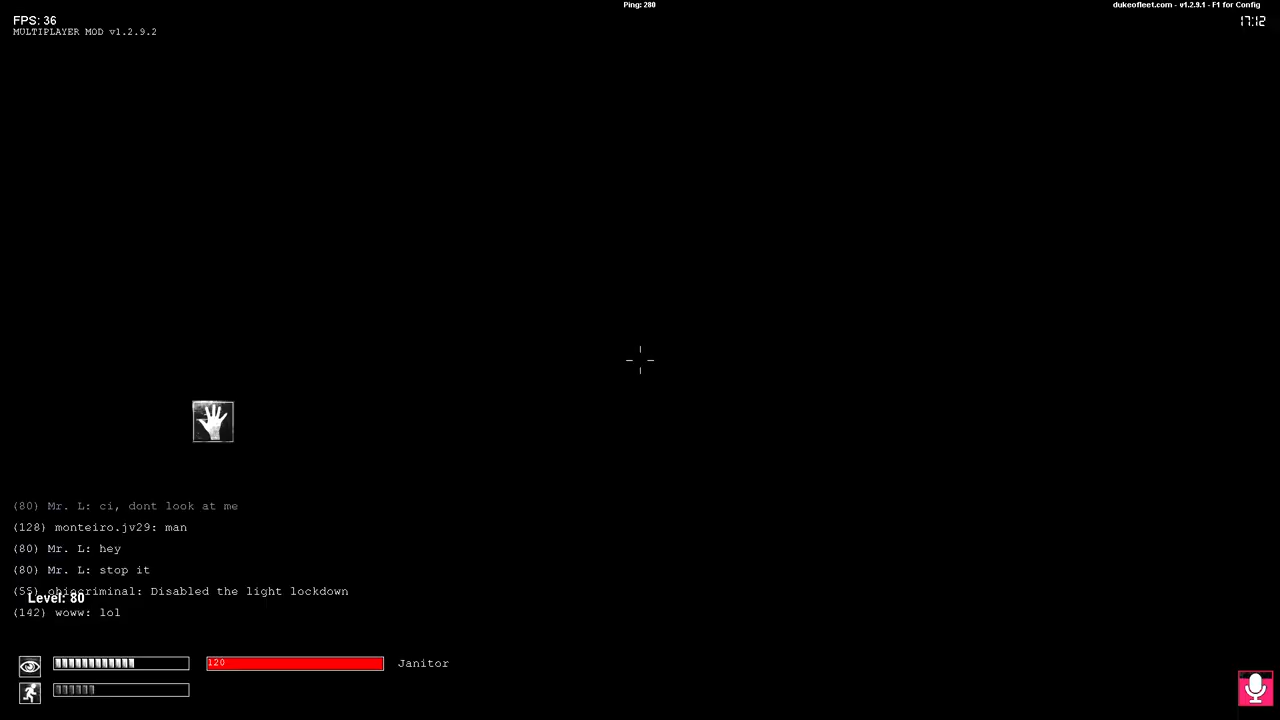 Ping: 280
dukeofleet.com - v1.2.9.1 - F1 for Config
FPS: 36
17:12
MULTIPLAYER MOD v1.2.9.2
(80) Mr. L: ci, dont look at me
(128) monteiro.jv29: man
(80) Mr. L: hey
(80) Mr. L: stop it
(55) ohiocriminal: Disabled the light lockdown
Level: 80
(142) woww: lol
120
Janitor